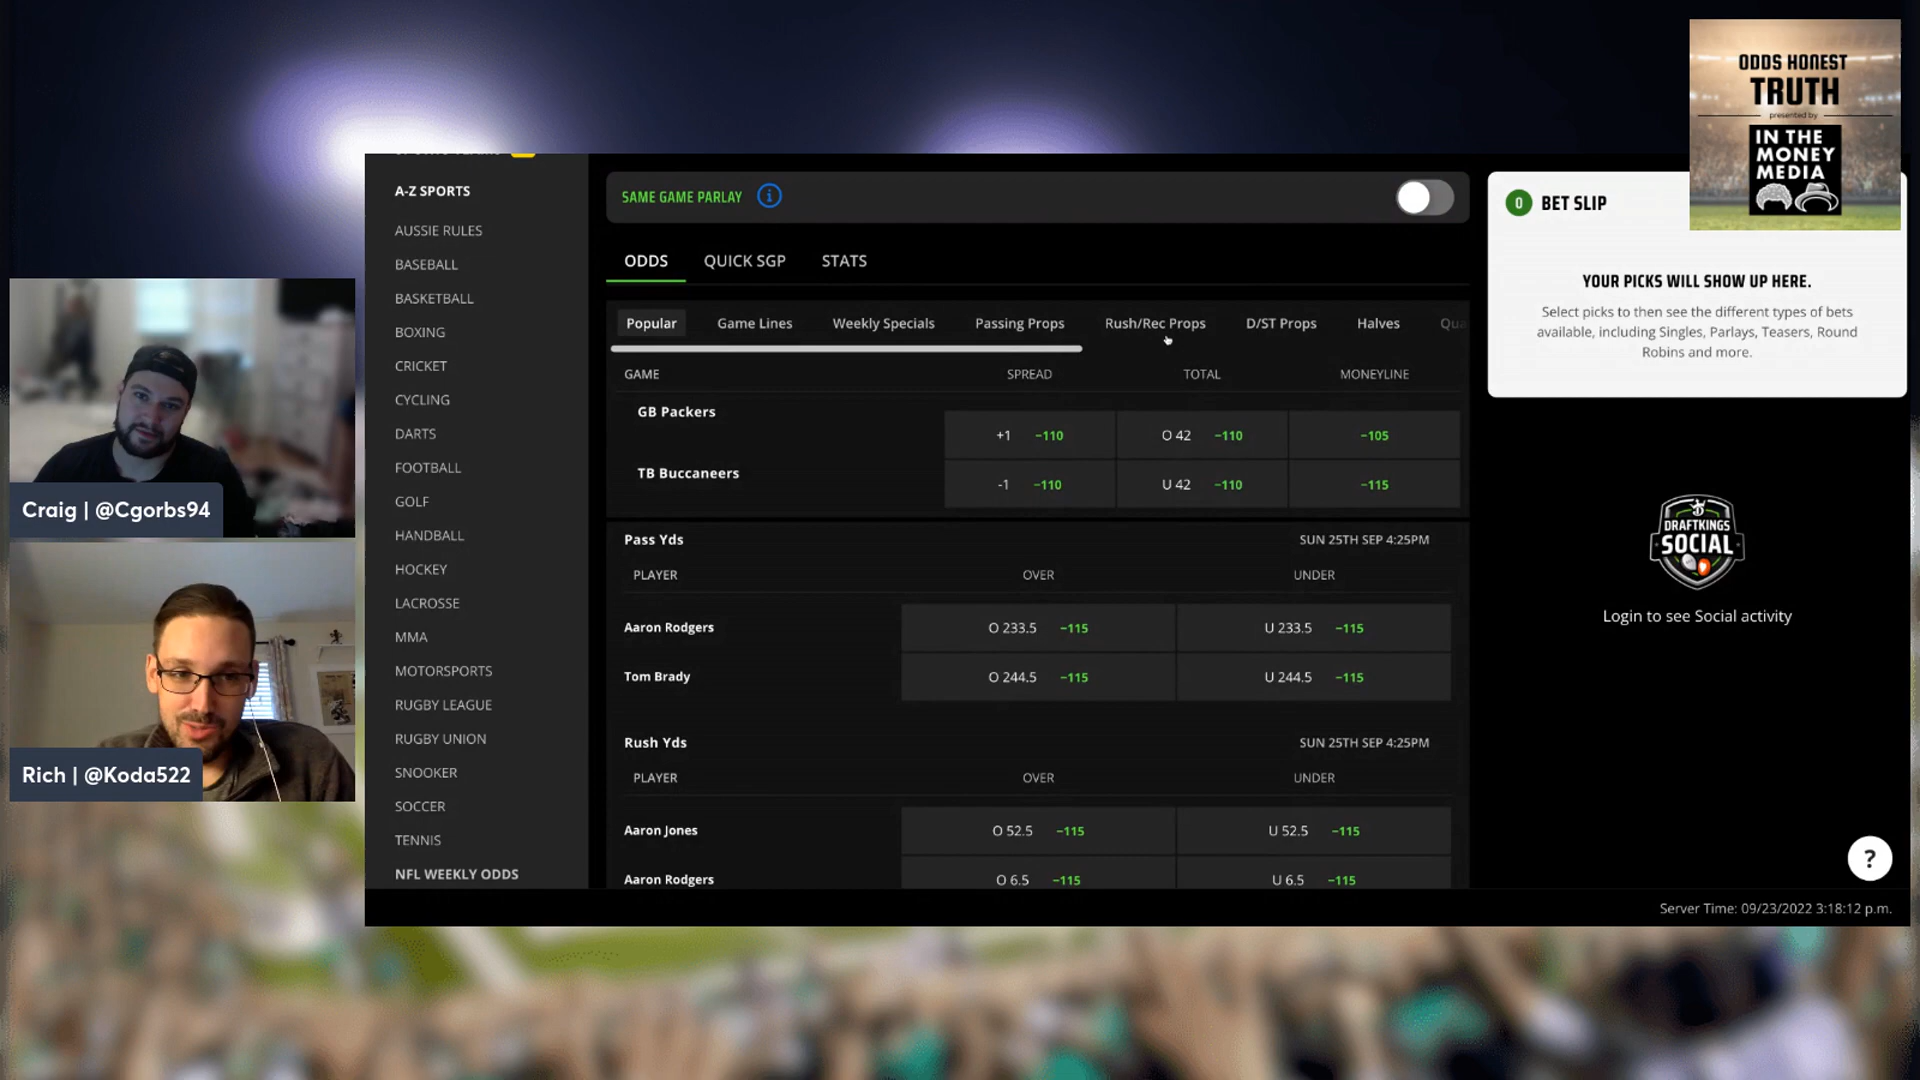 ODDS HONEST
TRUTH
presented by
IN THE
MONEY
MEDIA
A-Z SPORTS
AUSSIE RULES
BASEBALL
BASKETBALL
BOXING
CRICKET
CYCLING
DARTS
FOOTBALL
GOLF
HANDBALL
HOCKEY
LACROSSE
MMA
MOTORSPORTS
RUGBY LEAGUE
RUGBY UNION
SNOOKER
SOCCER
TENNIS
NFL WEEKLY ODDS
SAME GAME PARLAY
ODDS QUICK SGP STATS
Popular Game Lines Weekly Specials Passing Props Rush/Rec Props D/ST Props Halves
GAME SPREAD TOTAL MONEYLINE
GB Packers
+1 −110 O 42 −110 −105
TB Buccaneers
-1 −110 U 42 −110 −115
Pass Yds SUN 25TH SEP 4:25PM
PLAYER OVER UNDER
Aaron Rodgers O 233.5 −115 U 233.5 −115
Tom Brady O 244.5 −115 U 244.5 −115
Rush Yds SUN 25TH SEP 4:25PM
PLAYER OVER UNDER
Aaron Jones O 52.5 −115 U 52.5 −115
Aaron Rodgers O 6.5 −115 U 6.5 −115
0 BET SLIP
YOUR PICKS WILL SHOW UP HERE.
Select picks to then see the different types of bets
available, including Singles, Parlays, Teasers, Round
Robins and more.
DRAFTKINGS
SOCIAL
Login to see Social activity
?
Server Time: 09/23/2022 3:18:12 p.m.
Craig | @Cgorbs94
Rich | @Koda522